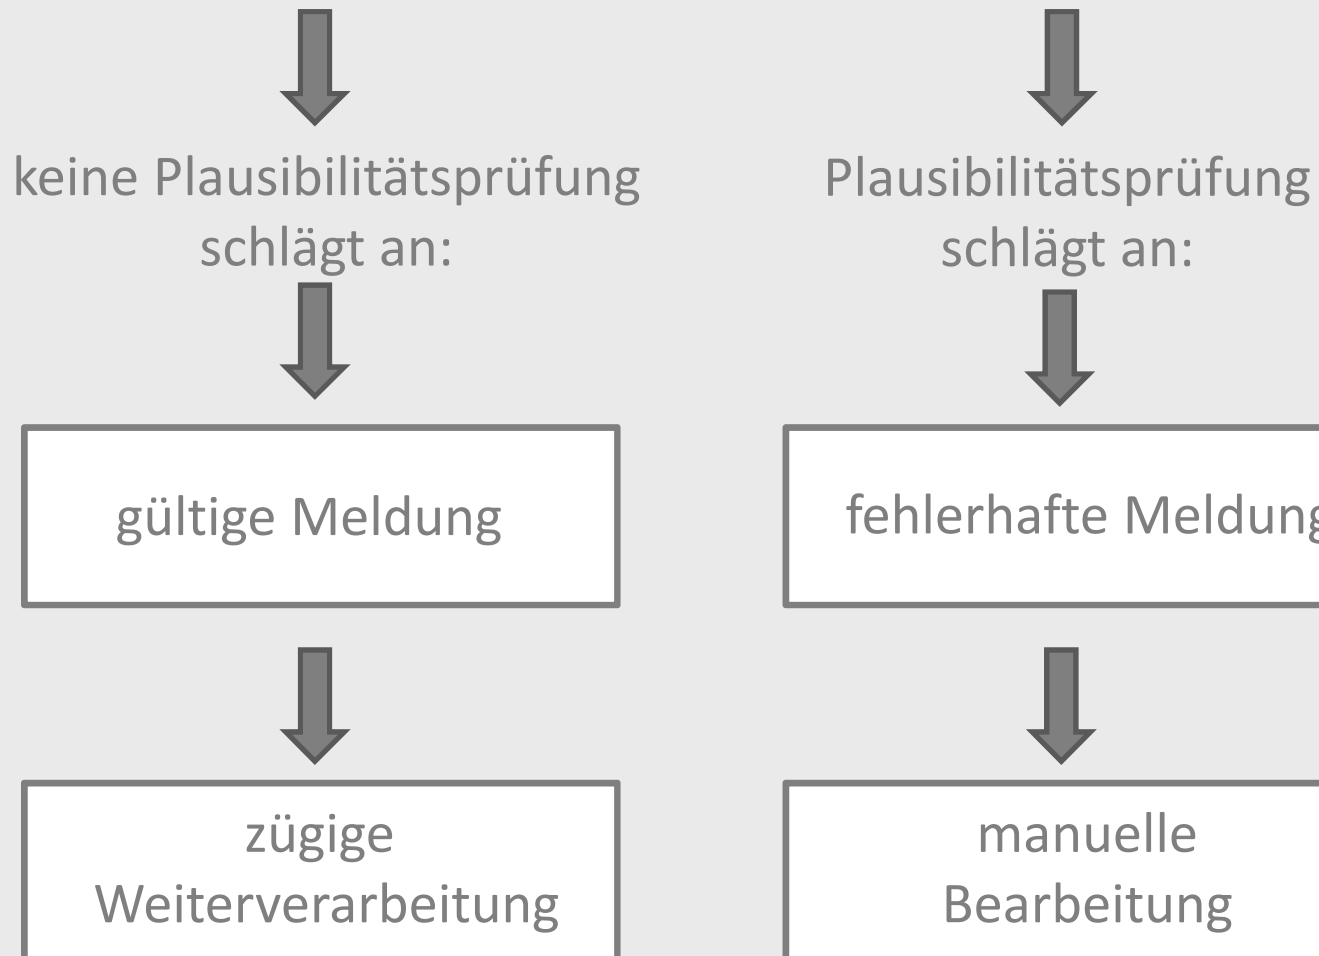 keine Plausibilitätsprüfung
schlägt an:
gültige Meldung
zügige
Weiterverarbeitung
Plausibilitätsprüfung
schlägt an:
fehlerhafte Meldung
manuelle
Bearbeitung